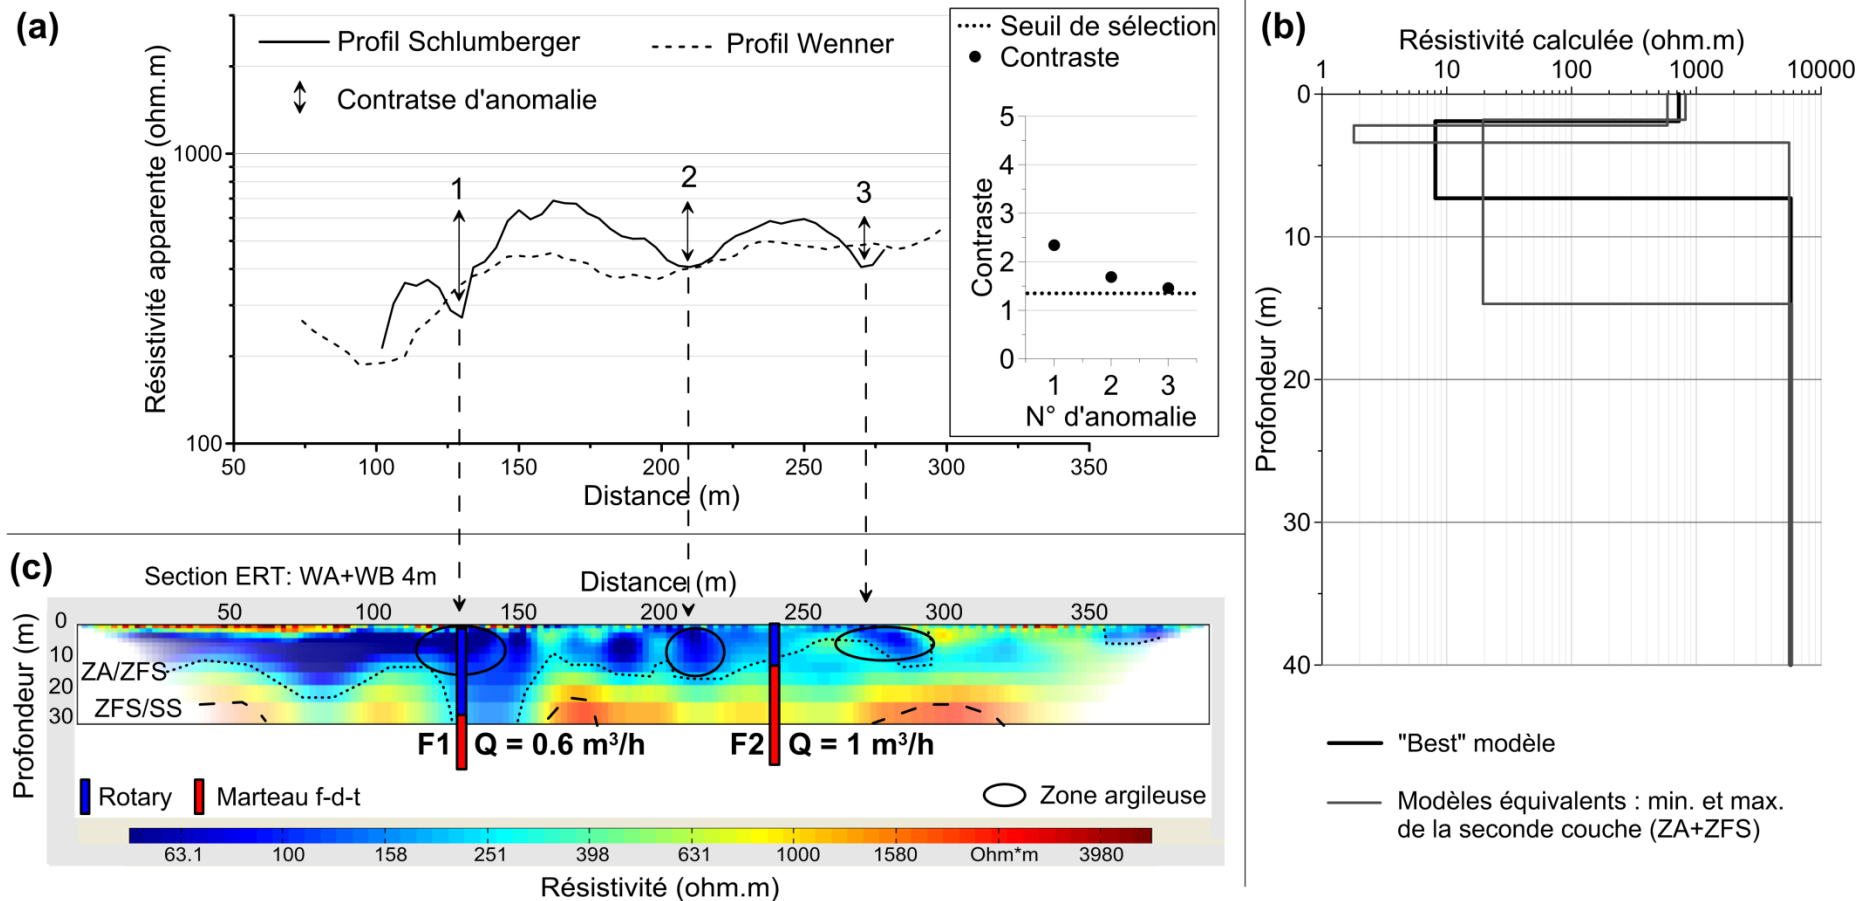 (a)
Profil Schlumberger
Profil Wenner
Contratse d'anomalie
Résistivité apparente (ohm.m)
1000
100
1
2
3
50 100 150 200 250 300 350
Distance (m)
Seuil de sélection
Contraste
Contraste
5
4
3
2
1
0
1 2 3
N° d'anomalie
(b)
Résistivité calculée (ohm.m)
1 10 100 1000 10000
Profondeur (m)
0
10
20
30
40
"Best" modèle
Modèles équivalents : min. et max.
de la seconde couche (ZA+ZFS)
(c)
Section ERT: WA+WB 4m
Distance (m)
50 100 150 200 250 300 350
Profondeur (m)
0
10
20
30
ZA/ZFS
ZFS/SS
F1 Q = 0.6 m³/h
F2 Q = 1 m³/h
Rotary
Marteau f-d-t
Zone argileuse
63.1 100 158 251 398 631 1000 1580 Ohm*m 3980
Résistivité (ohm.m)